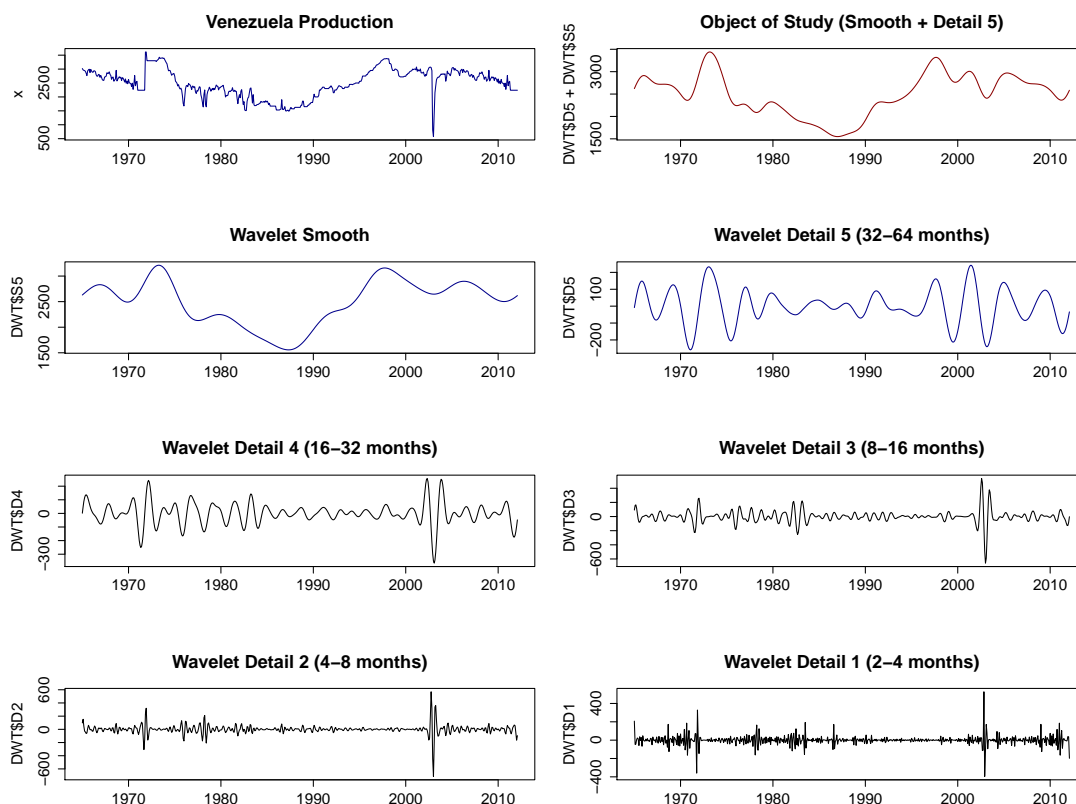 Venezuela Production
x
500
2500
1970 1980 1990 2000 2010
Object of Study (Smooth + Detail 5)
DWT$D5 + DWT$S5
1500
3000
1970 1980 1990 2000 2010
Wavelet Smooth
DWT$S5
1500
2500
1970 1980 1990 2000 2010
Wavelet Detail 5 (32−64 months)
DWT$D5
−200
100
1970 1980 1990 2000 2010
Wavelet Detail 4 (16−32 months)
DWT$D4
−300
0
1970 1980 1990 2000 2010
Wavelet Detail 3 (8−16 months)
DWT$D3
−600
0
1970 1980 1990 2000 2010
Wavelet Detail 2 (4−8 months)
DWT$D2
−600
0
600
1970 1980 1990 2000 2010
Wavelet Detail 1 (2−4 months)
DWT$D1
−400
0
400
1970 1980 1990 2000 2010